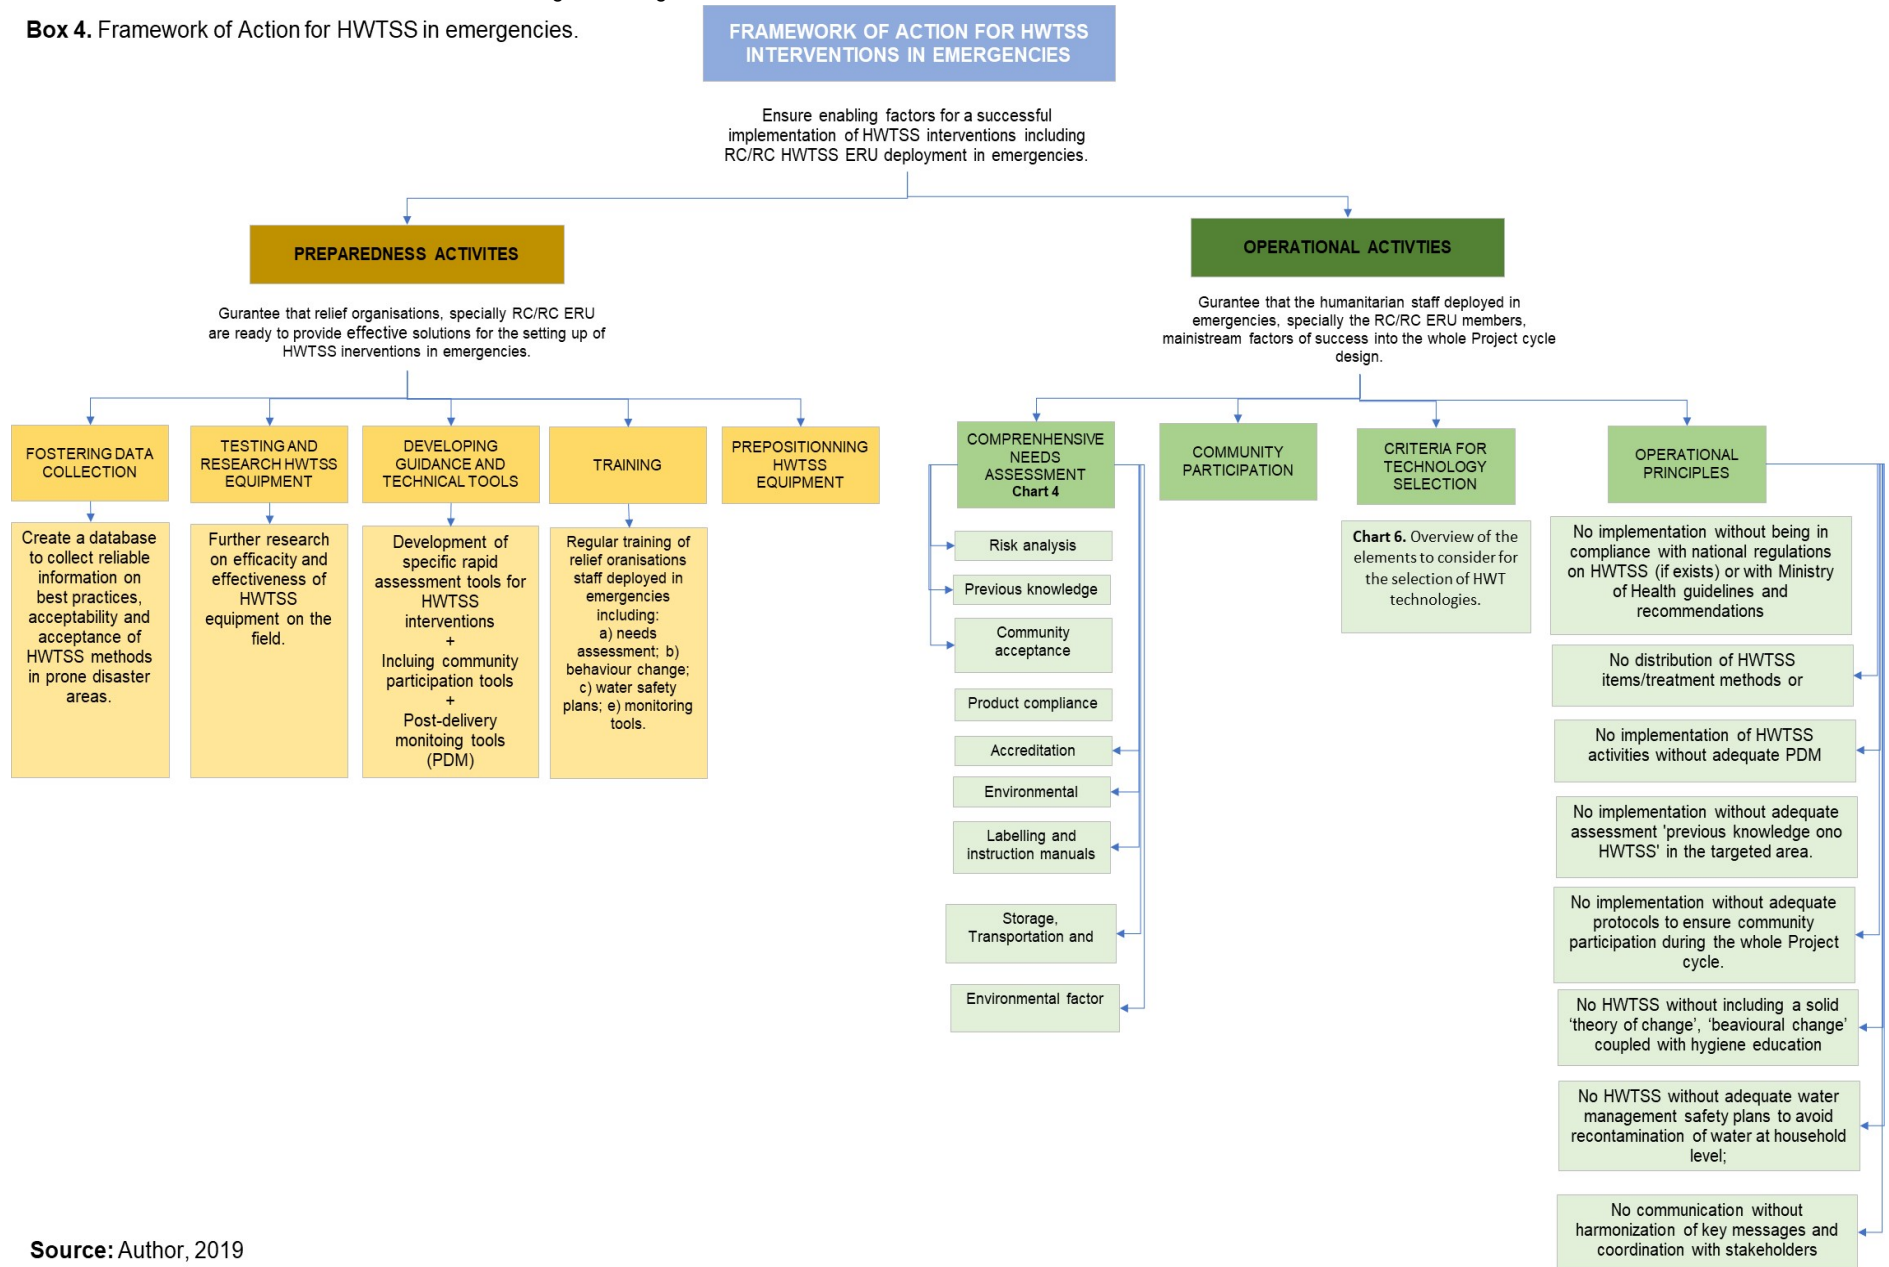 Box 4. Framework of Action for HWTSS in emergencies.
FRAMEWORK OF ACTION FOR HWTSS
INTERVENTIONS IN EMERGENCIES
Ensure enabling factors for a successful
implementation of HWTSS interventions including
RC/RC HWTSS ERU deployment in emergencies.
PREPAREDNESS ACTIVITES
Gurantee that relief organisations, specially RC/RC ERU
are ready to provide effective solutions for the setting up of
HWTSS inerventions in emergencies.
FOSTERING DATA
COLLECTION
Create a database
to collect reliable
information on
best practices,
acceptability and
acceptance of
HWTSS methods
in prone disaster
areas.
TESTING AND
RESEARCH HWTSS
EQUIPMENT
Further research
on efficacy and
effectiveness of
HWTSS
equipment on the
field.
DEVELOPING
GUIDANCE AND
TECHNICAL TOOLS
Development of
specific rapid
assessment tools for
HWTSS
interventions
+
Incluing community
participation tools
+
Post-delivery
monitoing tools
(PDM)
TRAINING
Regular training of
relief oranisations
staff deployed in
emergencies
including:
a) needs
assessment; b)
behaviour change;
c) water safety
plans; e) monitoring
tools.
PREPOSITIONNING
HWTSS
EQUIPMENT
OPERATIONAL ACTIVTIES
Gurantee that the humanitarian staff deployed in
emergencies, specially the RC/RC ERU members,
mainistream factors of success into the whole Project cycle
design.
COMPRENHENSIVE
NEEDS
ASSESSMENT
Chart 4
Risk analysis
Previous knowledge
Community
acceptance
Product compliance
Accreditation
Environmental
Labelling and
instruction manuals
Storage,
Transportation and
Environmental factor
COMMUNITY
PARTICIPATION
CRITERIA FOR
TECHNOLOGY
SELECTION
Chart 6. Overview of the
elements to consider for
the selection of HWT
technologies.
OPERATIONAL
PRINCIPLES
No implementation without being in
compliance with national regulations
on HWTSS (if exists) or with Ministry
of Health guidelines and
recommendations
No distribution of HWTSS
items/treatment methods or
No implementation of HWTSS
activities without adequate PDM
No implementation without adequate
assessment 'previous knowledge ono
HWTSS' in the targeted area.
No implementation without adequate
protocols to ensure community
participation during the whole Project
cycle.
No HWTSS without including a solid
‘theory of change’, ‘beavioural change’
coupled with hygiene education
No HWTSS without adequate water
management safety plans to avoid
recontamination of water at household
level;
No communication without
harmonization of key messages and
coordination with stakeholders
Source: Author, 2019